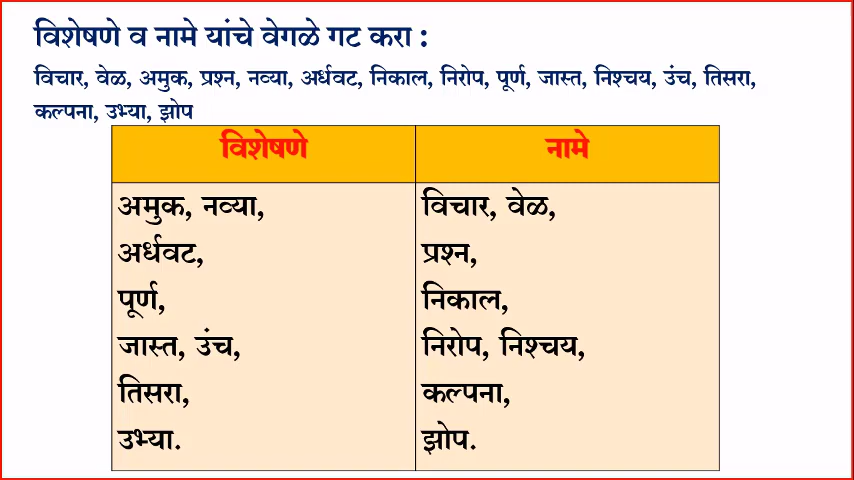 विशेषणे व नामे यांचे वेगळे गट करा :
विचार, वेळ, अमुक, प्रश्न, नव्या, अर्धवट, निकाल, निरोप, पूर्ण, जास्त, निश्चय, उंच, तिसरा,
कल्पना, उभ्या, झोप
विशेषणे
नामे
अमुक, नव्या,
अर्धवट,
पूर्ण,
जास्त, उंच,
तिसरा,
उभ्या.
विचार, वेळ,
प्रश्न,
निकाल,
निरोप, निश्चय,
कल्पना,
झोप.